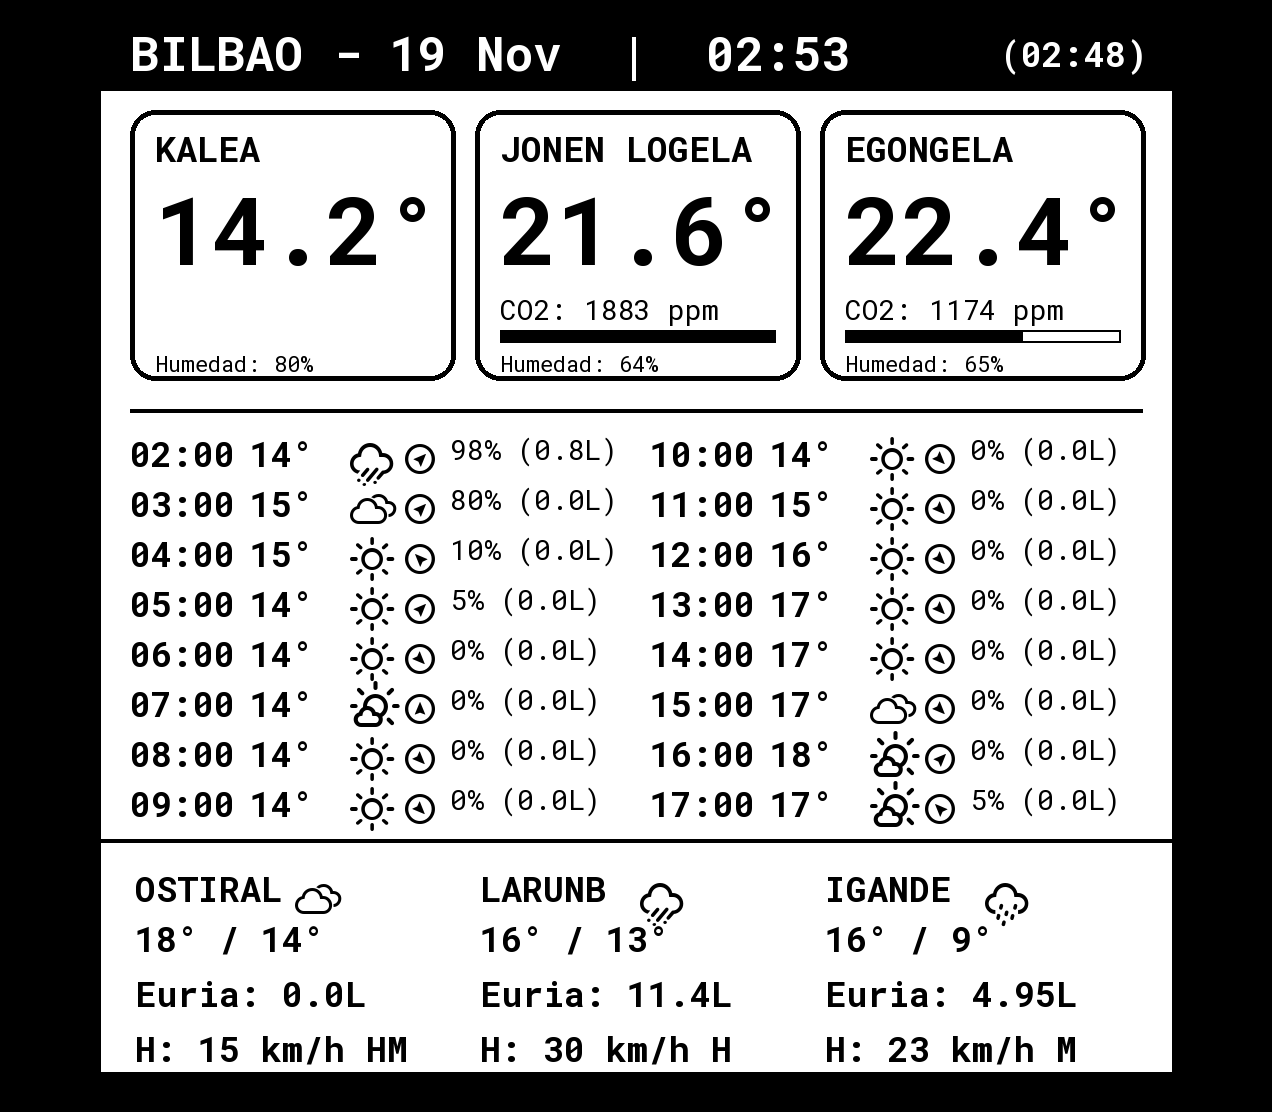 BILBAO - 19 Nov | 02:53 (02:48)
KALEA
14.2°
Humedad: 80%
JONEN LOGELA
21.6°
CO2: 1883 ppm
Humedad: 64%
EGONGELA
22.4°
CO2: 1174 ppm
Humedad: 65%
02:00 14° 98% (0.8L)
03:00 15° 80% (0.0L)
04:00 15° 10% (0.0L)
05:00 14° 5% (0.0L)
06:00 14° 0% (0.0L)
07:00 14° 0% (0.0L)
08:00 14° 0% (0.0L)
09:00 14° 0% (0.0L)
10:00 14° 0% (0.0L)
11:00 15° 0% (0.0L)
12:00 16° 0% (0.0L)
13:00 17° 0% (0.0L)
14:00 17° 0% (0.0L)
15:00 17° 0% (0.0L)
16:00 18° 0% (0.0L)
17:00 17° 5% (0.0L)
OSTIRAL
18° / 14°
Euria: 0.0L
H: 15 km/h HM
LARUNB
16° / 13°
Euria: 11.4L
H: 30 km/h H
IGANDE
16° / 9°
Euria: 4.95L
H: 23 km/h M